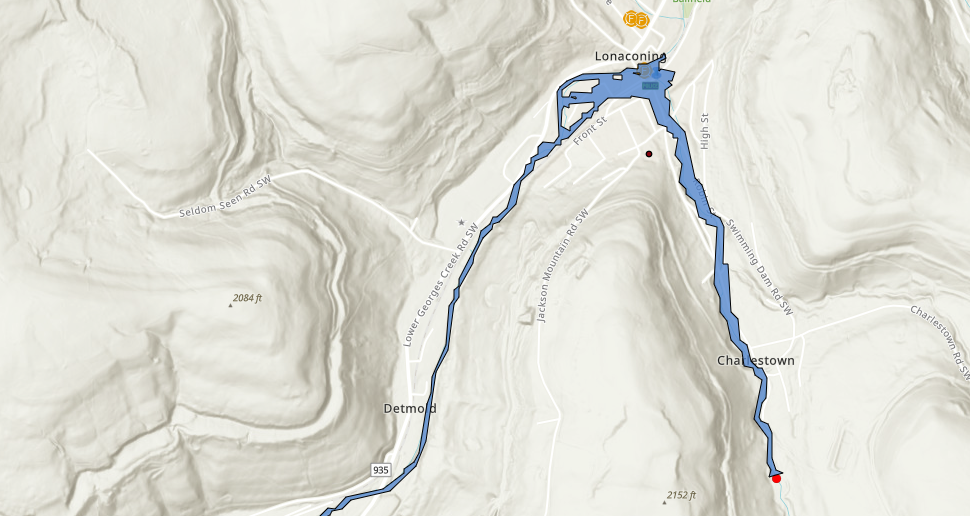 Lonaconing
Front St
High St
Seldom Seen Rd SW
Lower Georges Creek Rd SW
Jackson Mountain Rd SW
Swimming Dam Rd SW
2084 ft
Charlestown Rd SW
Charlestown
Detmold
935
2152 ft